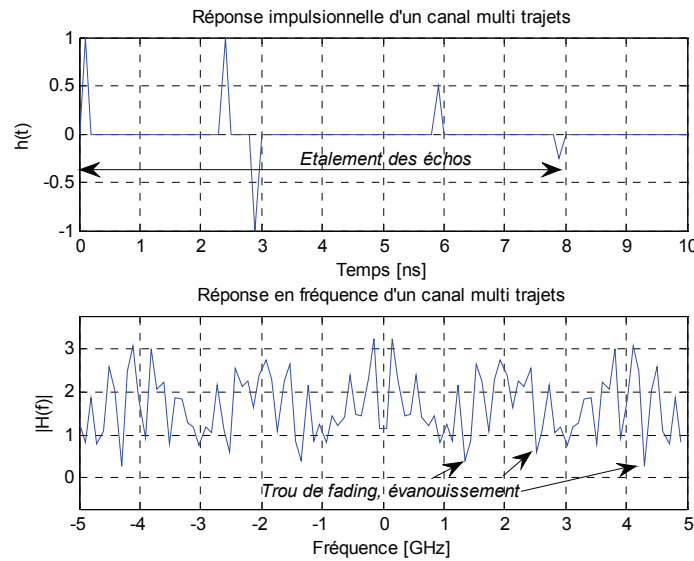 Réponse impulsionnelle d'un canal multi trajets
1
0.5
0
-0.5
-1
h(t)
Etalement des échos
0 1 2 3 4 5 6 7 8 9 10
Temps [ns]
Réponse en fréquence d'un canal multi trajets
3
2
1
0
|H(f)|
Trou de fading, évanouissement
-5 -4 -3 -2 -1 0 1 2 3 4 5
Fréquence [GHz]